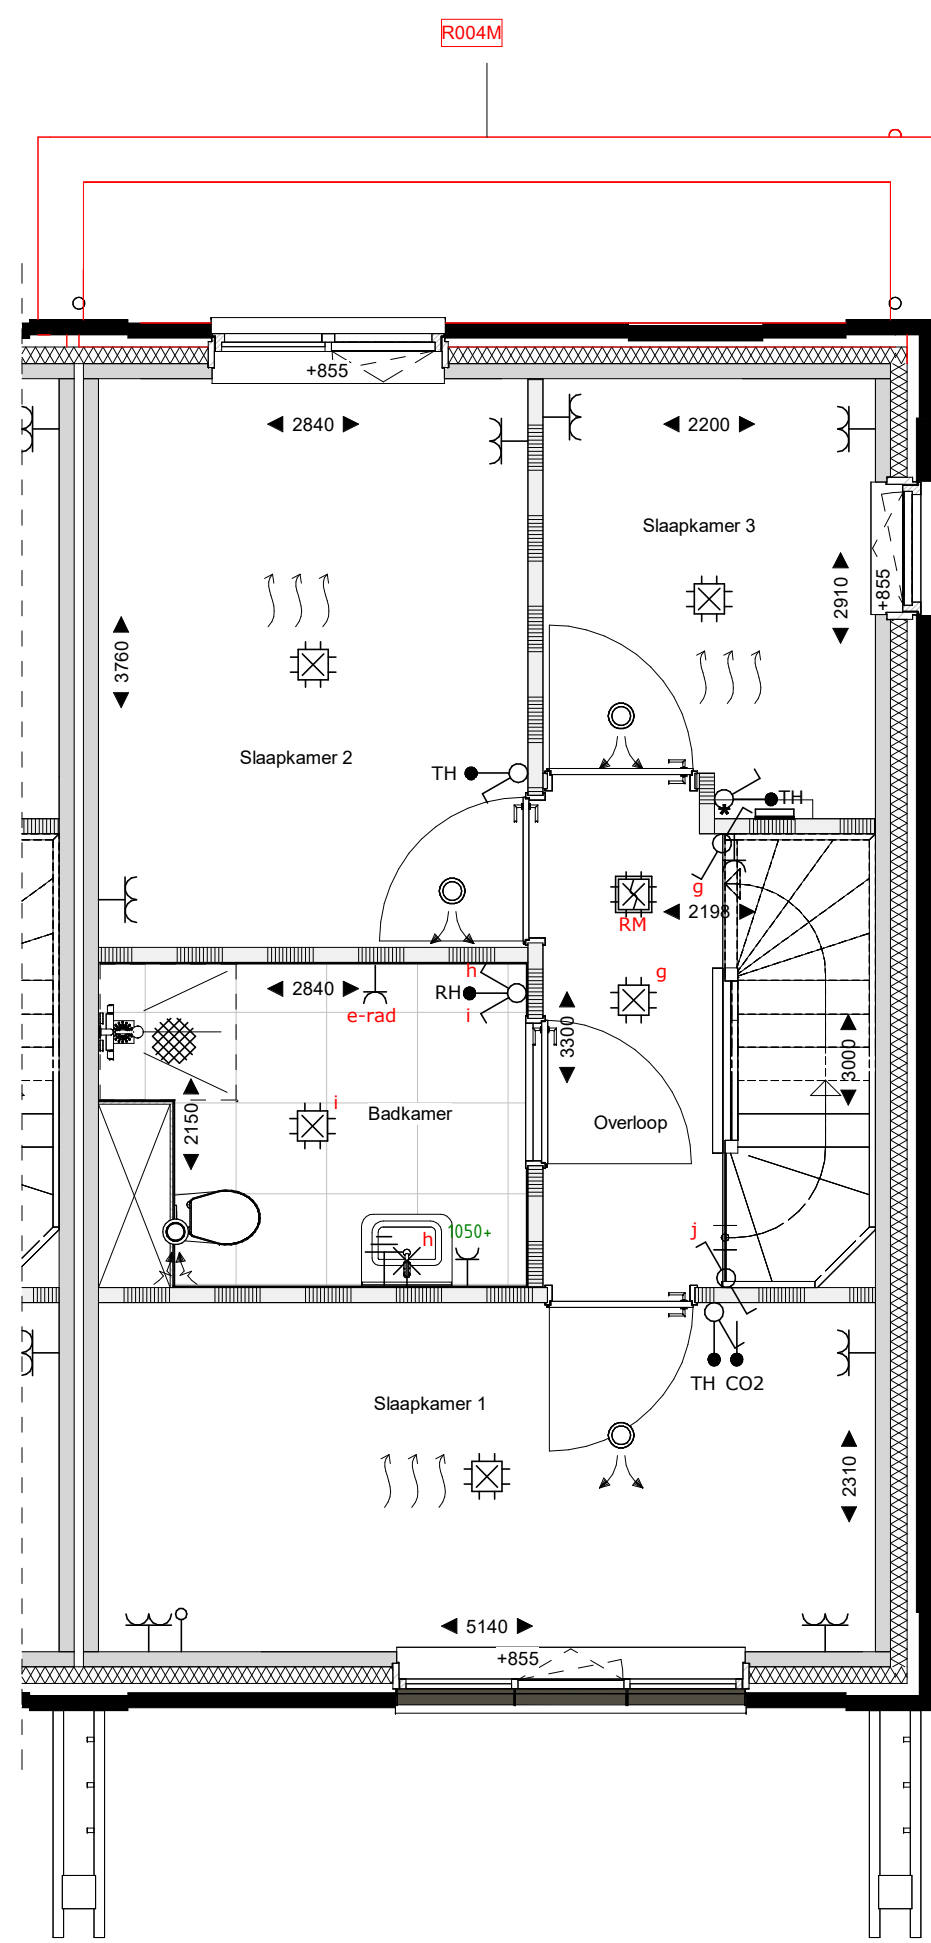 R004M
+855
2840
2200
Slaapkamer 3
+855
2910
3760
Slaapkamer 2
TH
TH
*
g
2198
RM
h
RH
i
2840
e-rad
g
3300
3000
i
Badkamer
2150
Overloop
h
1050+
j
TH CO2
Slaapkamer 1
2310
5140
+855